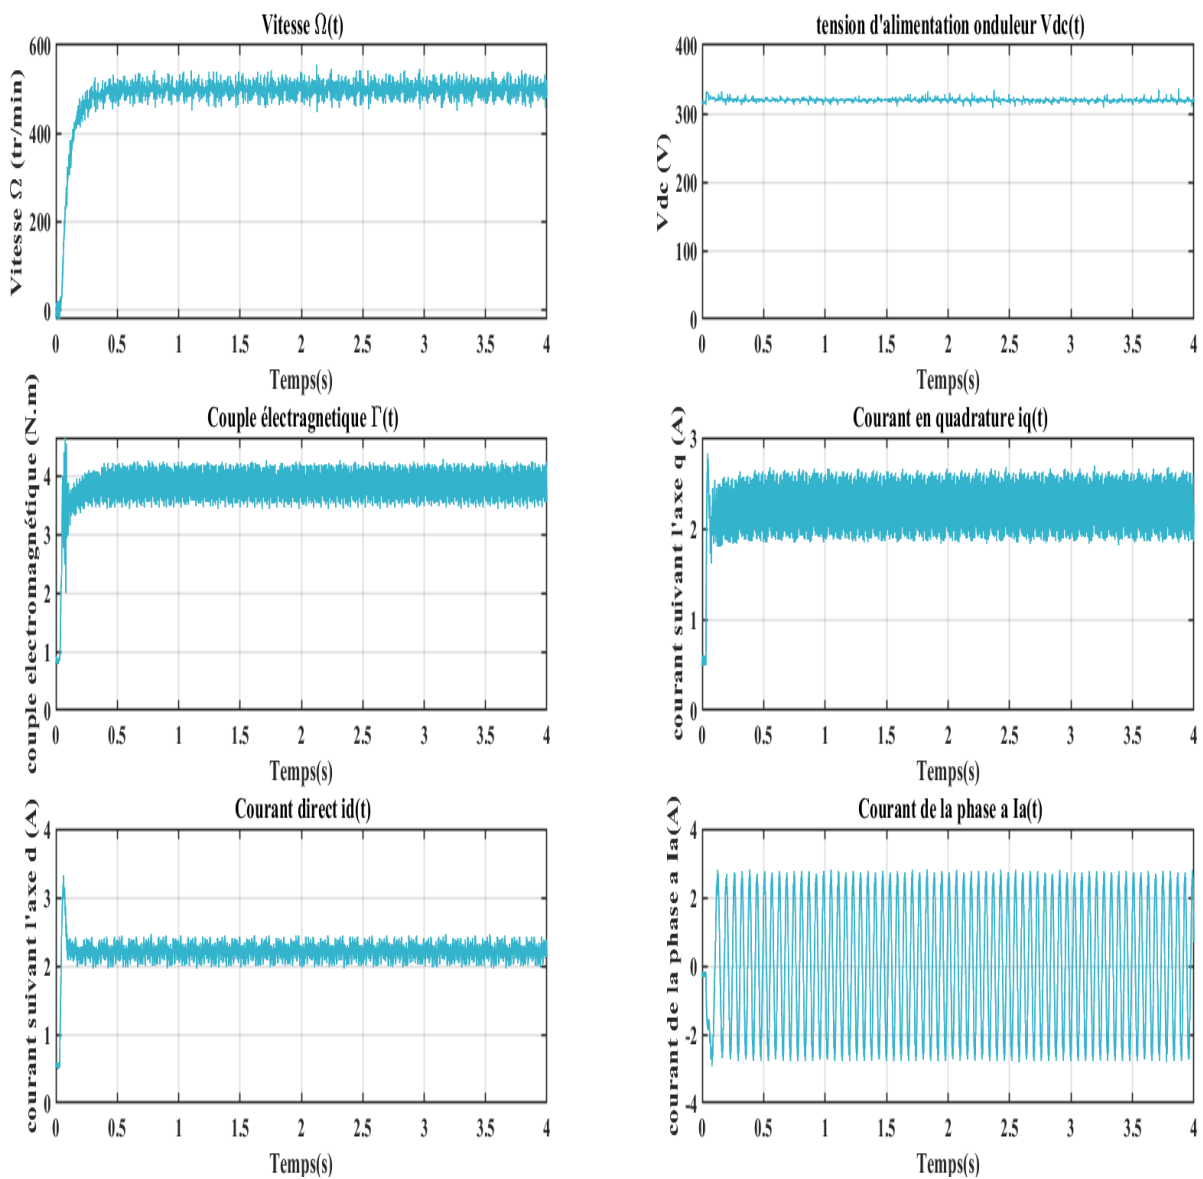 Vitesse Ω(t)
600
400
200
0
Vitesse Ω (tr/min)
0 0.5 1 1.5 2 2.5 3 3.5 4
Temps(s)
tension d'alimentation onduleur Vdc(t)
400
300
200
100
0
Vdc (V)
0 0.5 1 1.5 2 2.5 3 3.5 4
Temps(s)
Couple électragnetique Γ(t)
4
3
2
1
0
couple electromagnétique (N.m)
0 0.5 1 1.5 2 2.5 3 3.5 4
Temps(s)
Courant en quadrature iq(t)
3
2
1
0
courant suivant l'axe q (A)
0 0.5 1 1.5 2 2.5 3 3.5 4
Temps(s)
Courant direct id(t)
4
3
2
1
0
courant suivant l'axe d (A)
0 0.5 1 1.5 2 2.5 3 3.5 4
Temps(s)
Courant de la phase a Ia(t)
4
2
0
-2
-4
courant de la phase a Ia(A)
0 0.5 1 1.5 2 2.5 3 3.5 4
Temps(s)